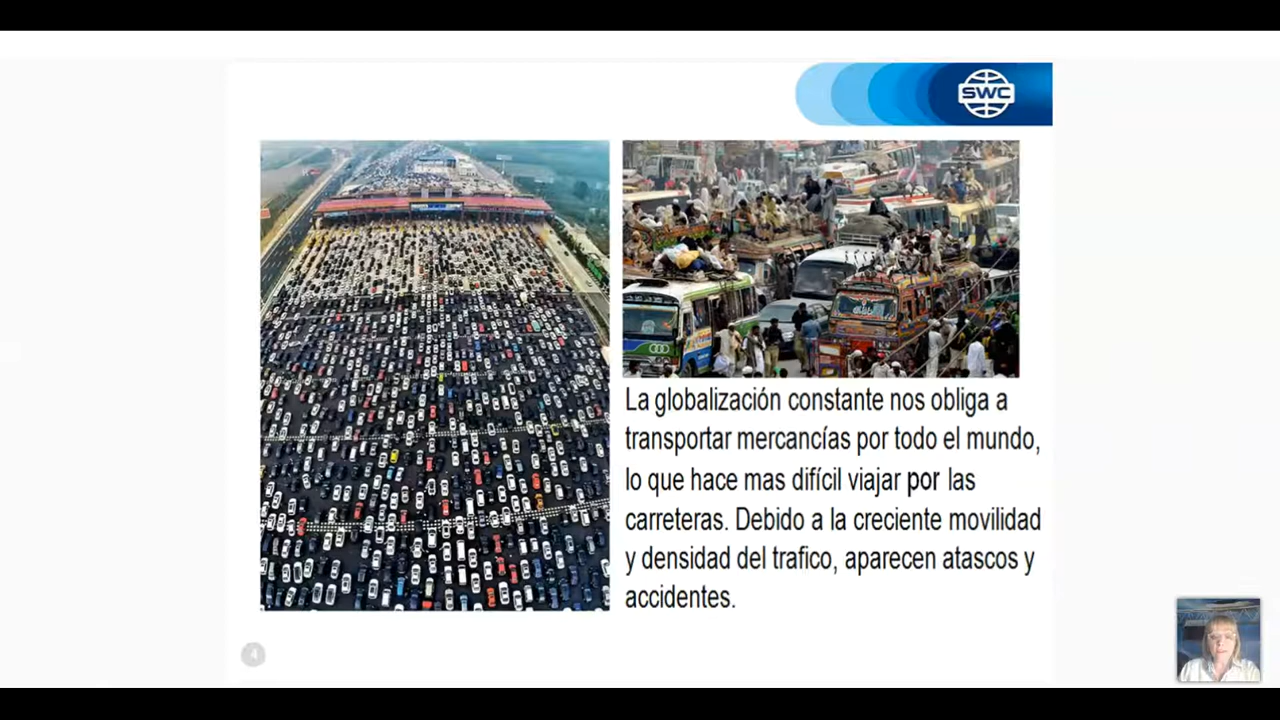 SWC
La globalización constante nos obliga a
transportar mercancías por todo el mundo,
lo que hace mas difícil viajar por las
carreteras. Debido a la creciente movilidad
y densidad del trafico, aparecen atascos y
accidentes.
4